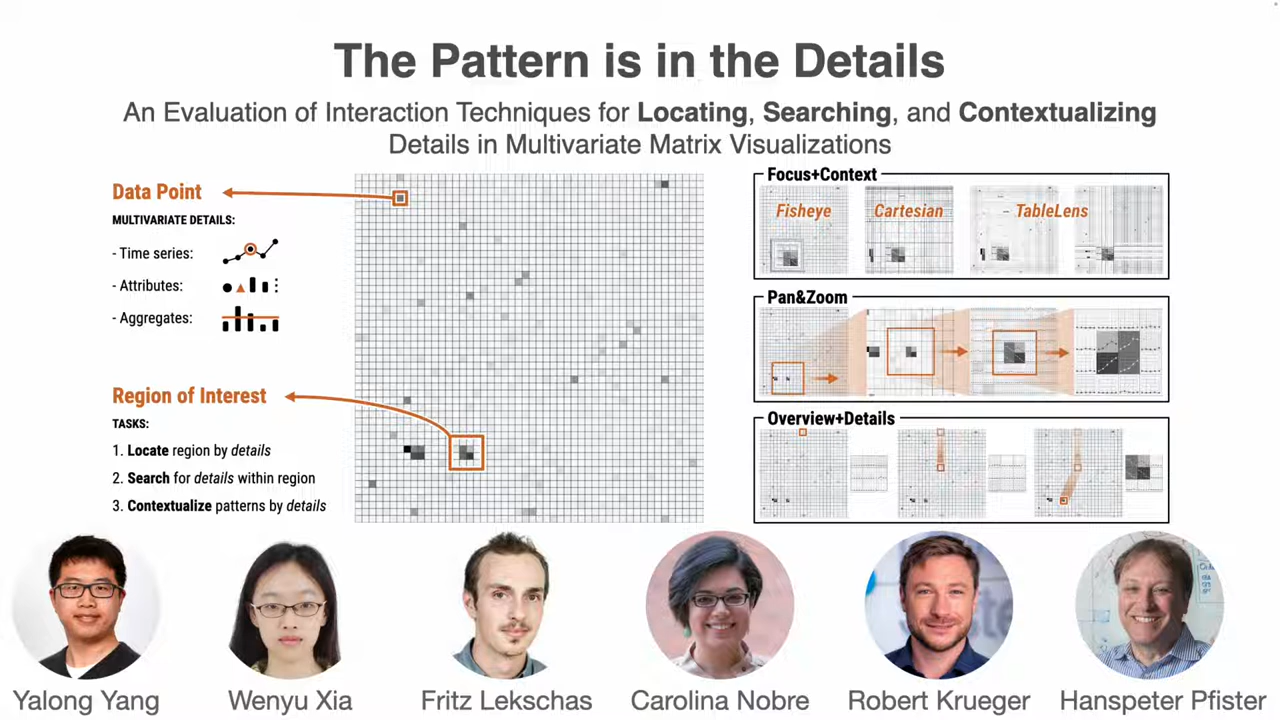 The Pattern is in the Details
An Evaluation of Interaction Techniques for Locating, Searching, and Contextualizing
Details in Multivariate Matrix Visualizations
Data Point
MULTIVARIATE DETAILS:
- Time series:
- Attributes:
- Aggregates:
Region of Interest
TASKS:
1. Locate region by details
2. Search for details within region
3. Contextualize patterns by details
Focus+Context
Fisheye
Cartesian
TableLens
Pan&Zoom
Overview+Details
Yalong Yang
Wenyu Xia
Fritz Lekschas
Carolina Nobre
Robert Krueger
Hanspeter Pfister